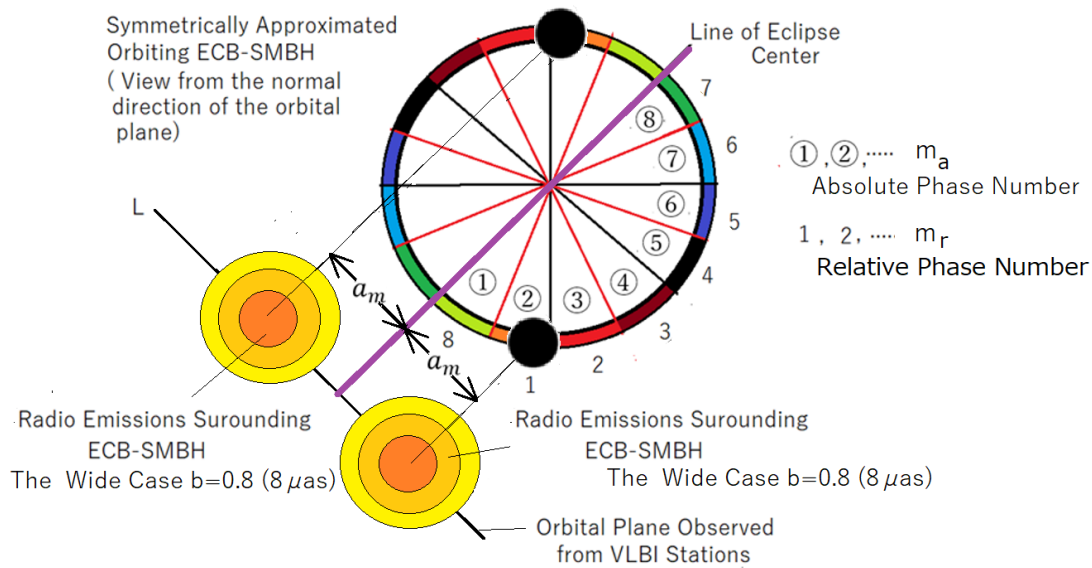 Symmetrically Approximated
Orbiting ECB-SMBH
( View from the normal
direction of the orbital
plane)
Line of Eclipse
Center
7
⑧
6
⑦
①,②,····· ma
Absolute Phase Number
5
⑥
1, 2, ····· mr
Relative Phase Number
⑤
4
④
3
③
2
②
1
①
8
L
am
am
Radio Emissions Surounding
ECB-SMBH
The Wide Case b=0.8 (8 μas)
Radio Emissions Surounding
ECB-SMBH
The Wide Case b=0.8 (8 μas)
Orbital Plane Observed
from VLBI Stations